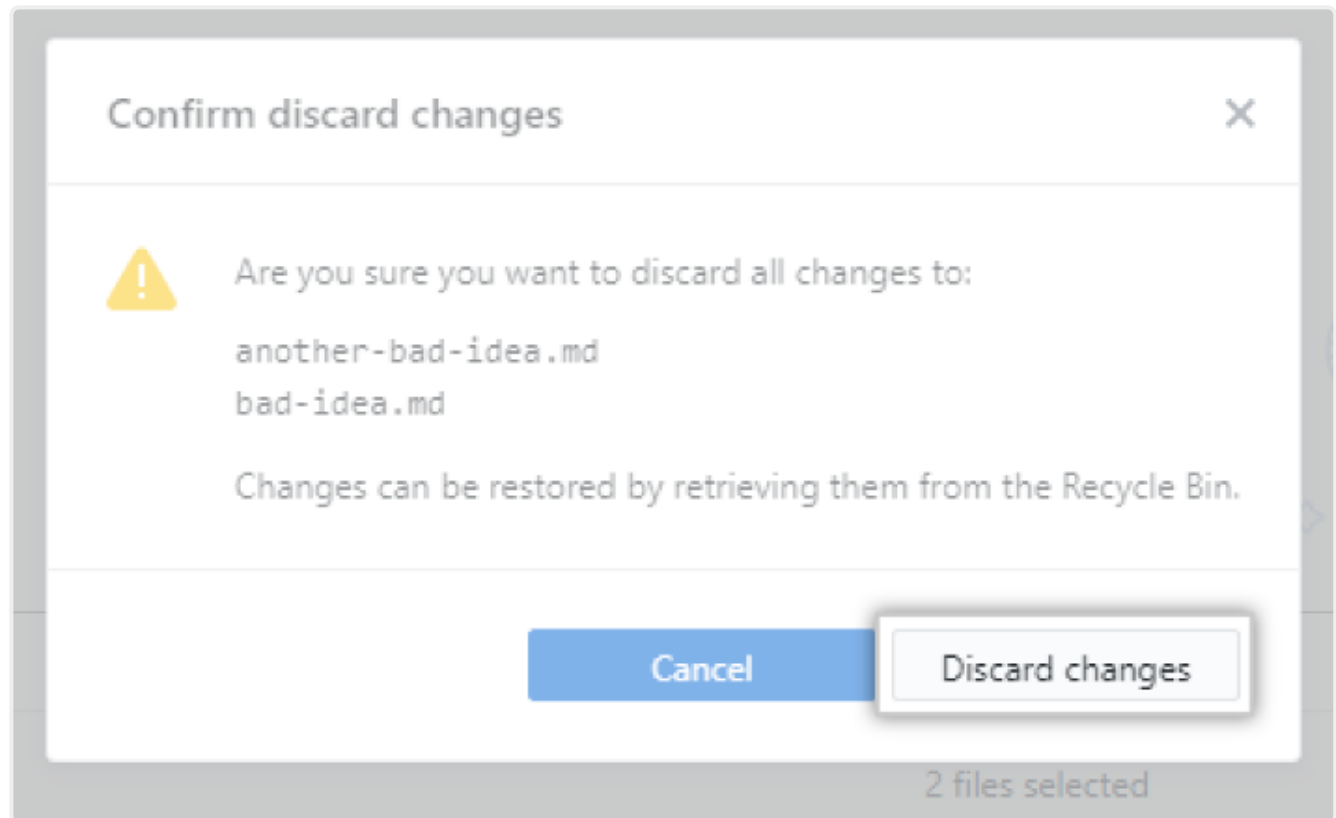 Confirm discard changes
Are you sure you want to discard all changes to:
another-bad-idea.md
bad-idea.md
Changes can be restored by retrieving them from the Recycle Bin.
Cancel
Discard changes
2 files selected